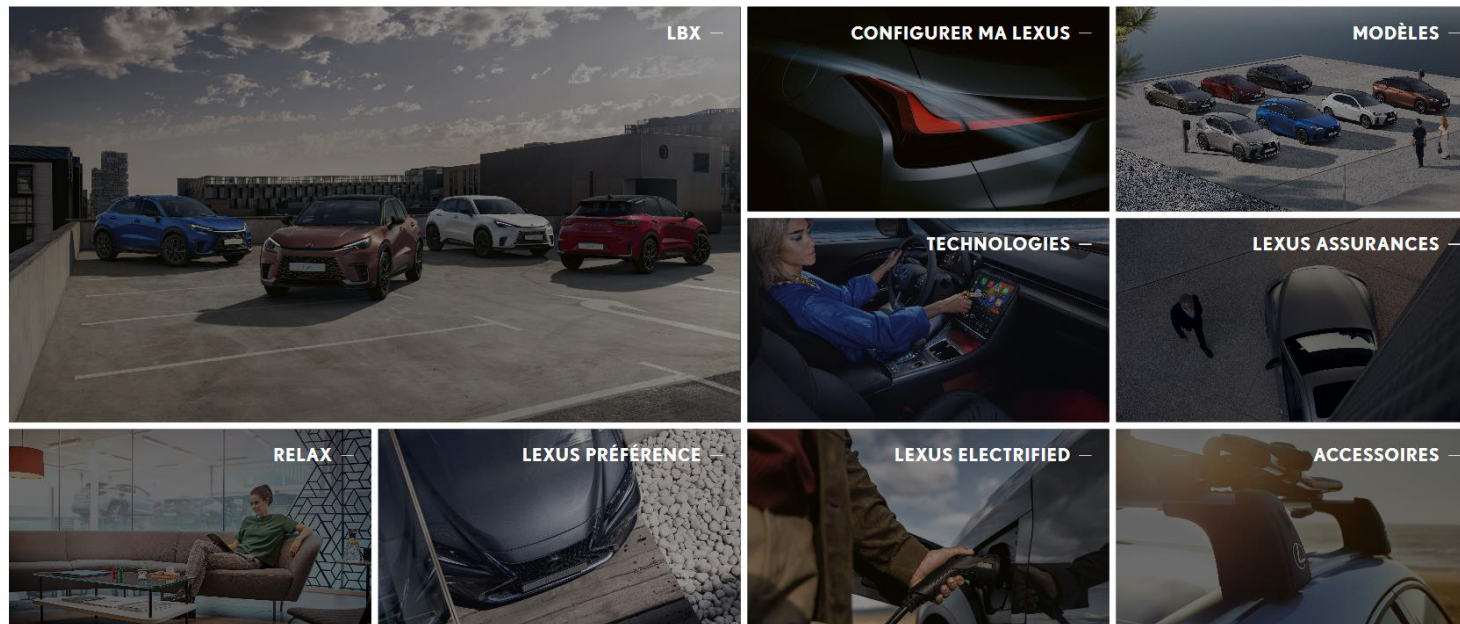 LBX
CONFIGURER MA LEXUS
MODÈLES
TECHNOLOGIES
LEXUS ASSURANCES
RELAX
LEXUS PRÉFÉRENCE
LEXUS ELECTRIFIED
ACCESSOIRES